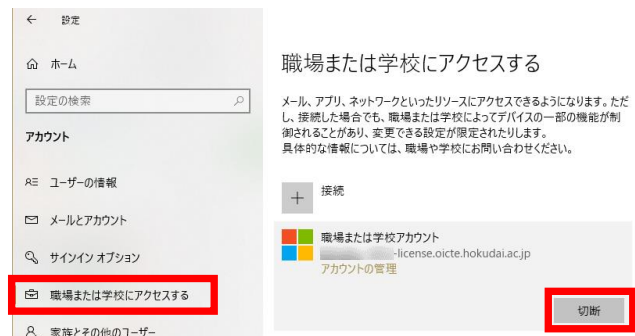 ← 設定
ホーム
設定の検索
アカウント
ユーザーの情報
メールとアカウント
サインイン オプション
職場または学校にアクセスする
家族とその他のユーザー
職場または学校にアクセスする
メール、アプリ、ネットワークといったリソースにアクセスできるようになります。ただ
し、接続した場合でも、職場または学校によってデバイスの一部の機能が制
御されることがあり、変更できる設定が限定されたりします。
具体的な情報については、職場や学校にお問い合わせください。
+ 接続
職場または学校アカウント
-license.oicte.hokudai.ac.jp
アカウントの管理
切断